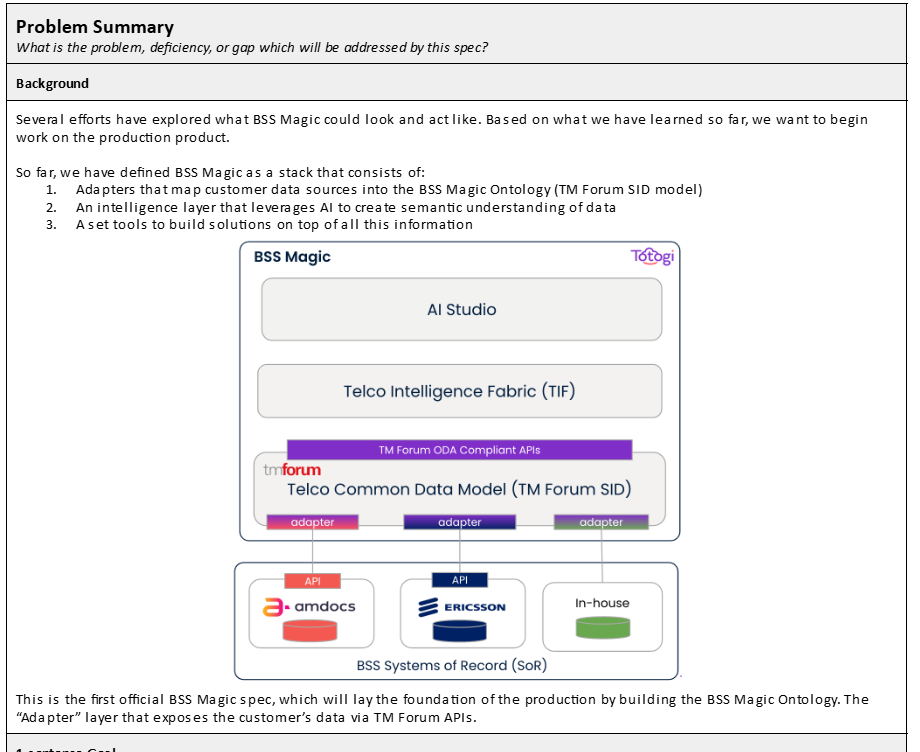 Problem Summary
What is the problem, deficiency, or gap which will be addressed by this spec?
Background
Several efforts have explored what BSS Magic could look and act like. Based on what we have learned so far, we want to begin
work on the production product.
So far, we have defined BSS Magic as a stack that consists of:
1. Adapters that map customer data sources into the BSS Magic Ontology (TM Forum SID model)
2. An intelligence layer that leverages AI to create semantic understanding of data
3. A set tools to build solutions on top of all this information
BSS Magic
Totogi
AI Studio
Telco Intelligence Fabric (TIF)
TM Forum ODA Compliant APIs
tmforum
Telco Common Data Model (TM Forum SID)
adapter
adapter
adapter
API
API
amdocs
ERICSSON
In-house
BSS Systems of Record (SoR)
This is the first official BSS Magic spec, which will lay the foundation of the production by building the BSS Magic Ontology. The
“Adapter” layer that exposes the customer’s data via TM Forum APIs.